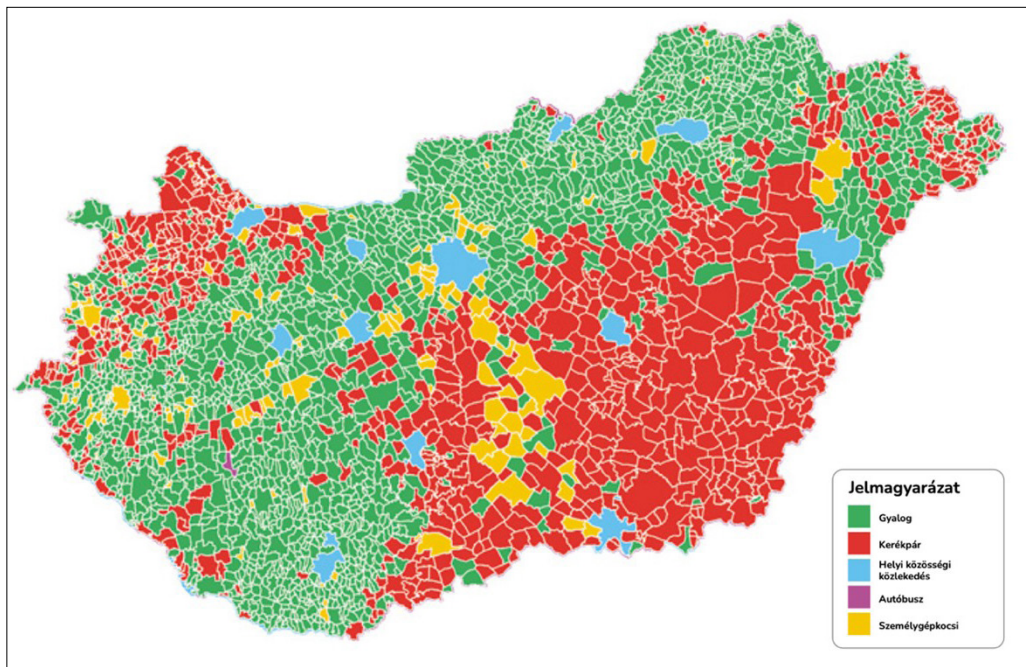 Jelmagyarázat
Gyalog
Kerékpár
Helyi közösségi
közlekedés
Autóbusz
Személygépkocsi